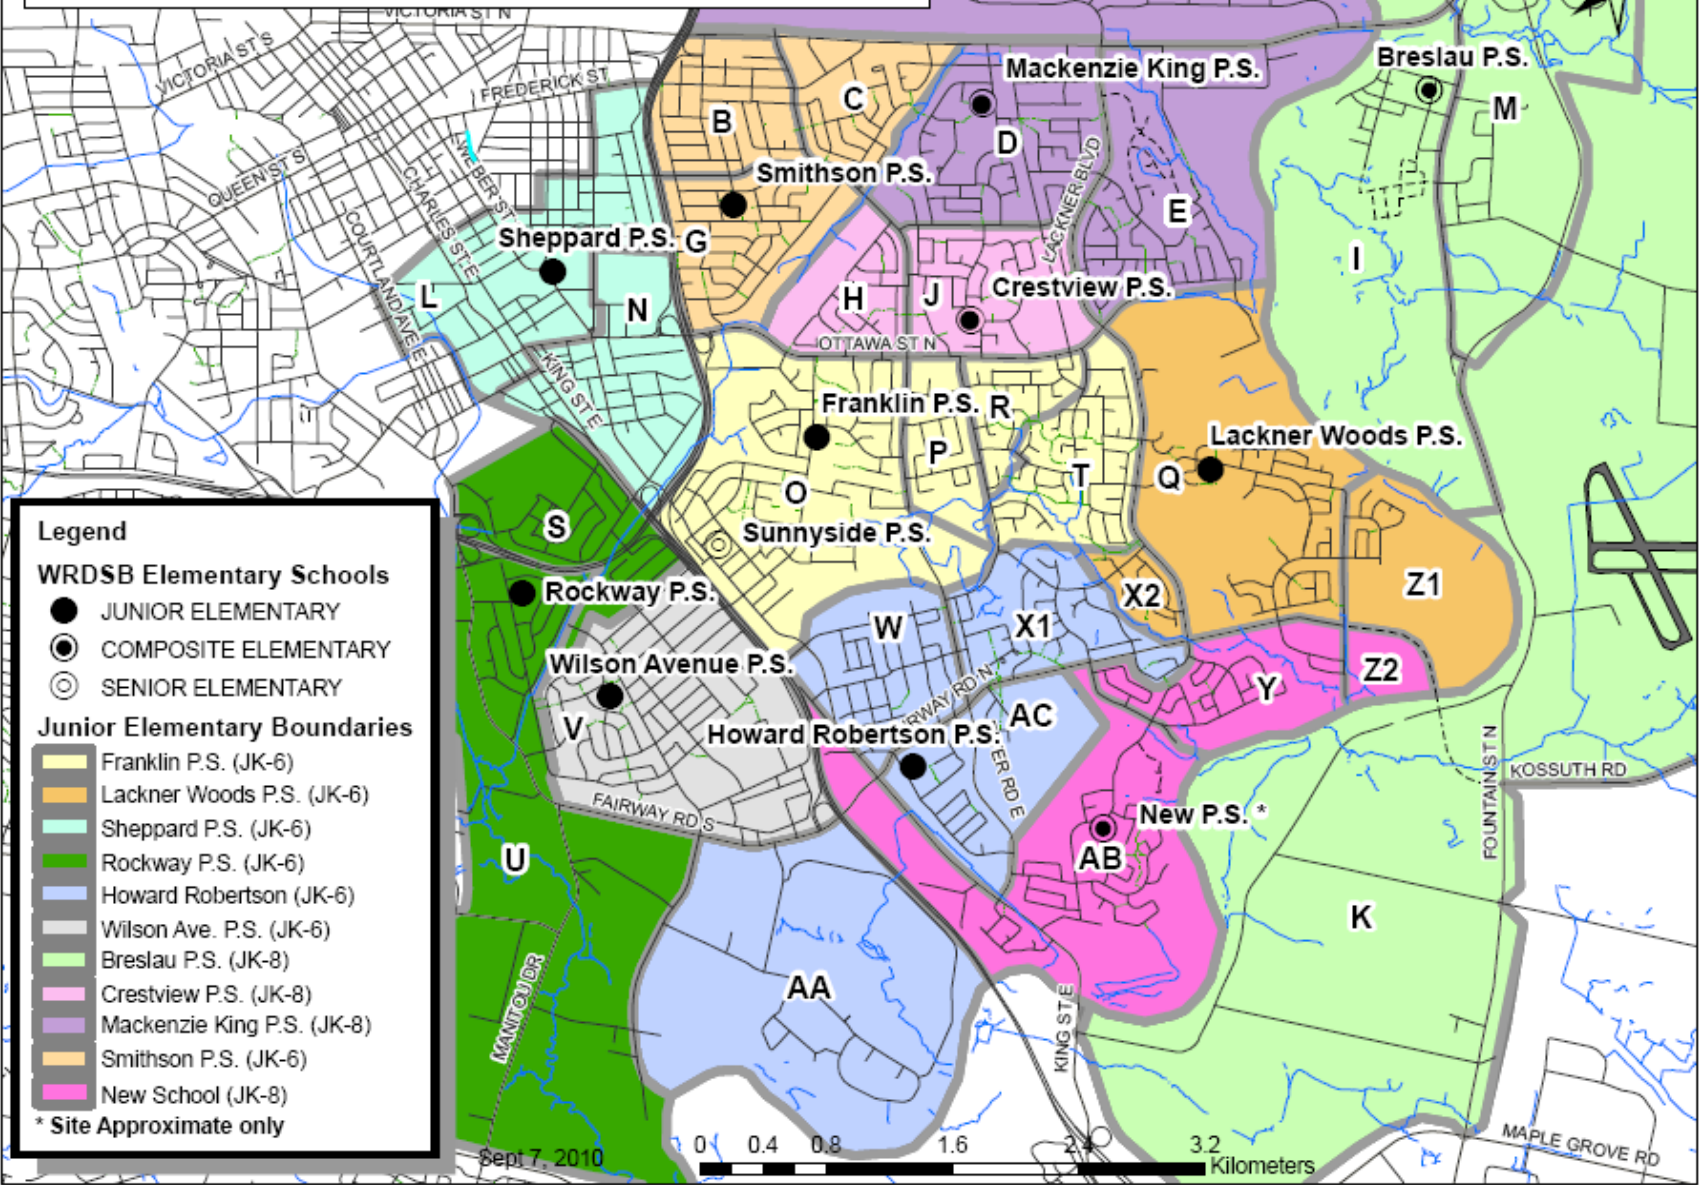 VICTORIA ST N
VICTORIA ST S
FREDERICK ST
QUEEN ST S
WEBER ST
CHARLES ST E
COURTLAND AVE E
KING ST E
Breslau P.S.
Mackenzie King P.S.
M
C
B
D
LACKNER BLVD
Smithson P.S.
E
Sheppard P.S.
G
I
L
N
H
J
Crestview P.S.
OTTAWA ST N
Franklin P.S.
R
Lackner Woods P.S.
P
T
Q
O
S
Sunnyside P.S.
Rockway P.S.
X2
Z1
W
X1
Wilson Avenue P.S.
Z2
Y
V
AC
Howard Robertson P.S.
FAIRWAY RD S
KOSSUTH RD
FOUNTAIN ST N
New P.S. *
AB
U
K
AA
MANITOU DR
KING ST E
MAPLE GROVE RD
Legend
WRDSB Elementary Schools
JUNIOR ELEMENTARY
COMPOSITE ELEMENTARY
SENIOR ELEMENTARY
Junior Elementary Boundaries
Franklin P.S. (JK-6)
Lackner Woods P.S. (JK-6)
Sheppard P.S. (JK-6)
Rockway P.S. (JK-6)
Howard Robertson (JK-6)
Wilson Ave. P.S. (JK-6)
Breslau P.S. (JK-8)
Crestview P.S. (JK-8)
Mackenzie King P.S. (JK-8)
Smithson P.S. (JK-6)
New School (JK-8)
* Site Approximate only
Sept 7, 2010
0 0.4 0.8 1.6 2.4 3.2
Kilometers